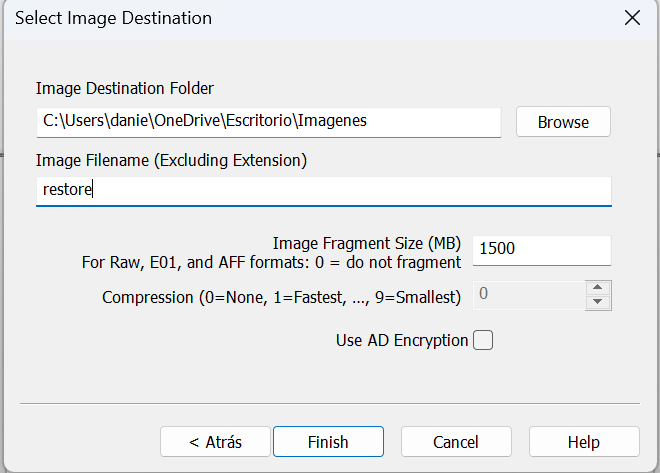 Select Image Destination
Image Destination Folder
C:\Users\danie\OneDrive\Escritorio\Imagenes
Browse
Image Filename (Excluding Extension)
restore
Image Fragment Size (MB)
1500
For Raw, E01, and AFF formats: 0 = do not fragment
Compression (0=None, 1=Fastest, ..., 9=Smallest)
0
Use AD Encryption
< Atrás
Finish
Cancel
Help